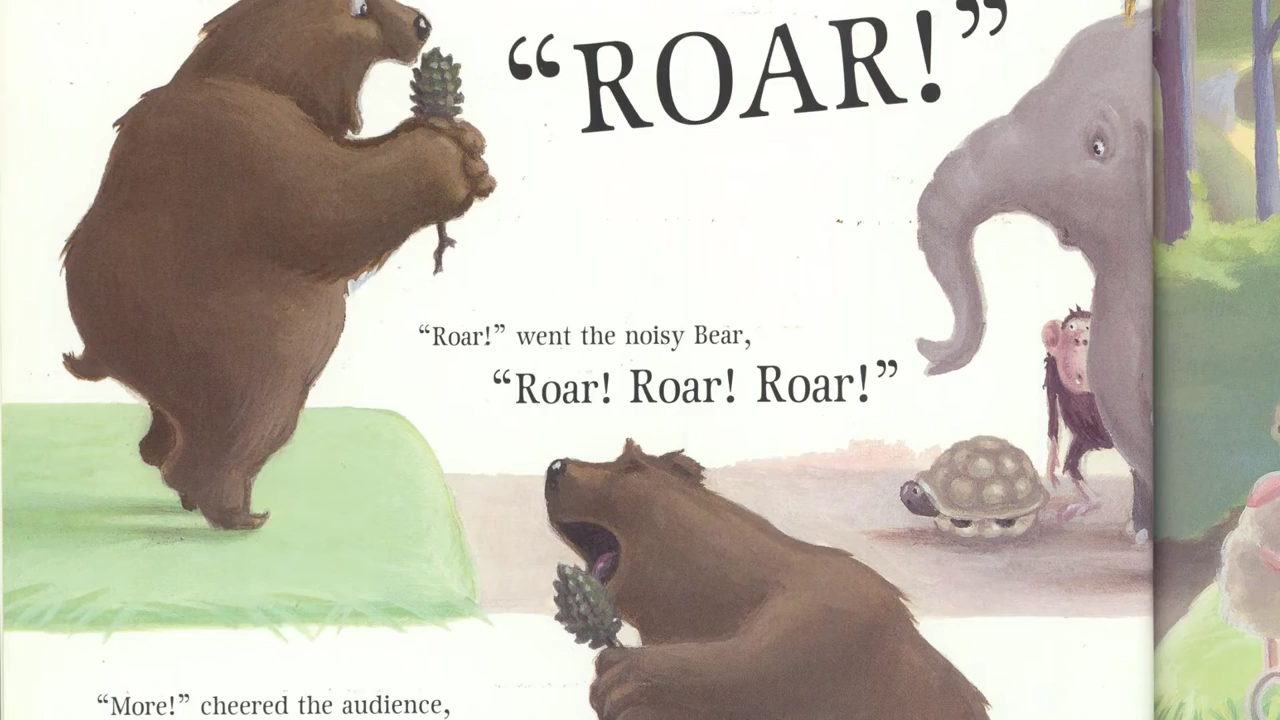 “ROAR!”
“Roar!” went the noisy Bear,
“Roar! Roar! Roar!”
“More!” cheered the audience,